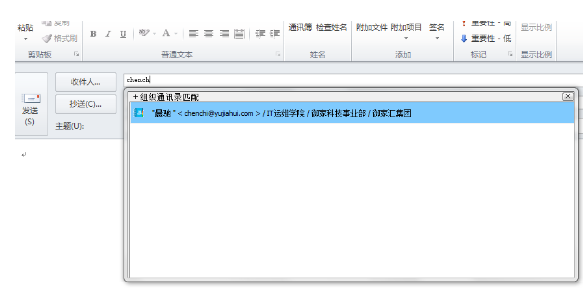 粘贴 复制
格式刷
B I U A
通讯簿 检查姓名 附加文件 附加项目 签名
重要性 - 高
重要性 - 低
显示比例
剪贴板 普通文本 姓名 添加 标记 显示比例
发送
(S)
收件人...
chench
抄送(C)...
主题(U):
+组织通讯录匹配
< chenchi@yujiahui.com > / IT运维学院 / 御家科技事业部 / 御家汇集团